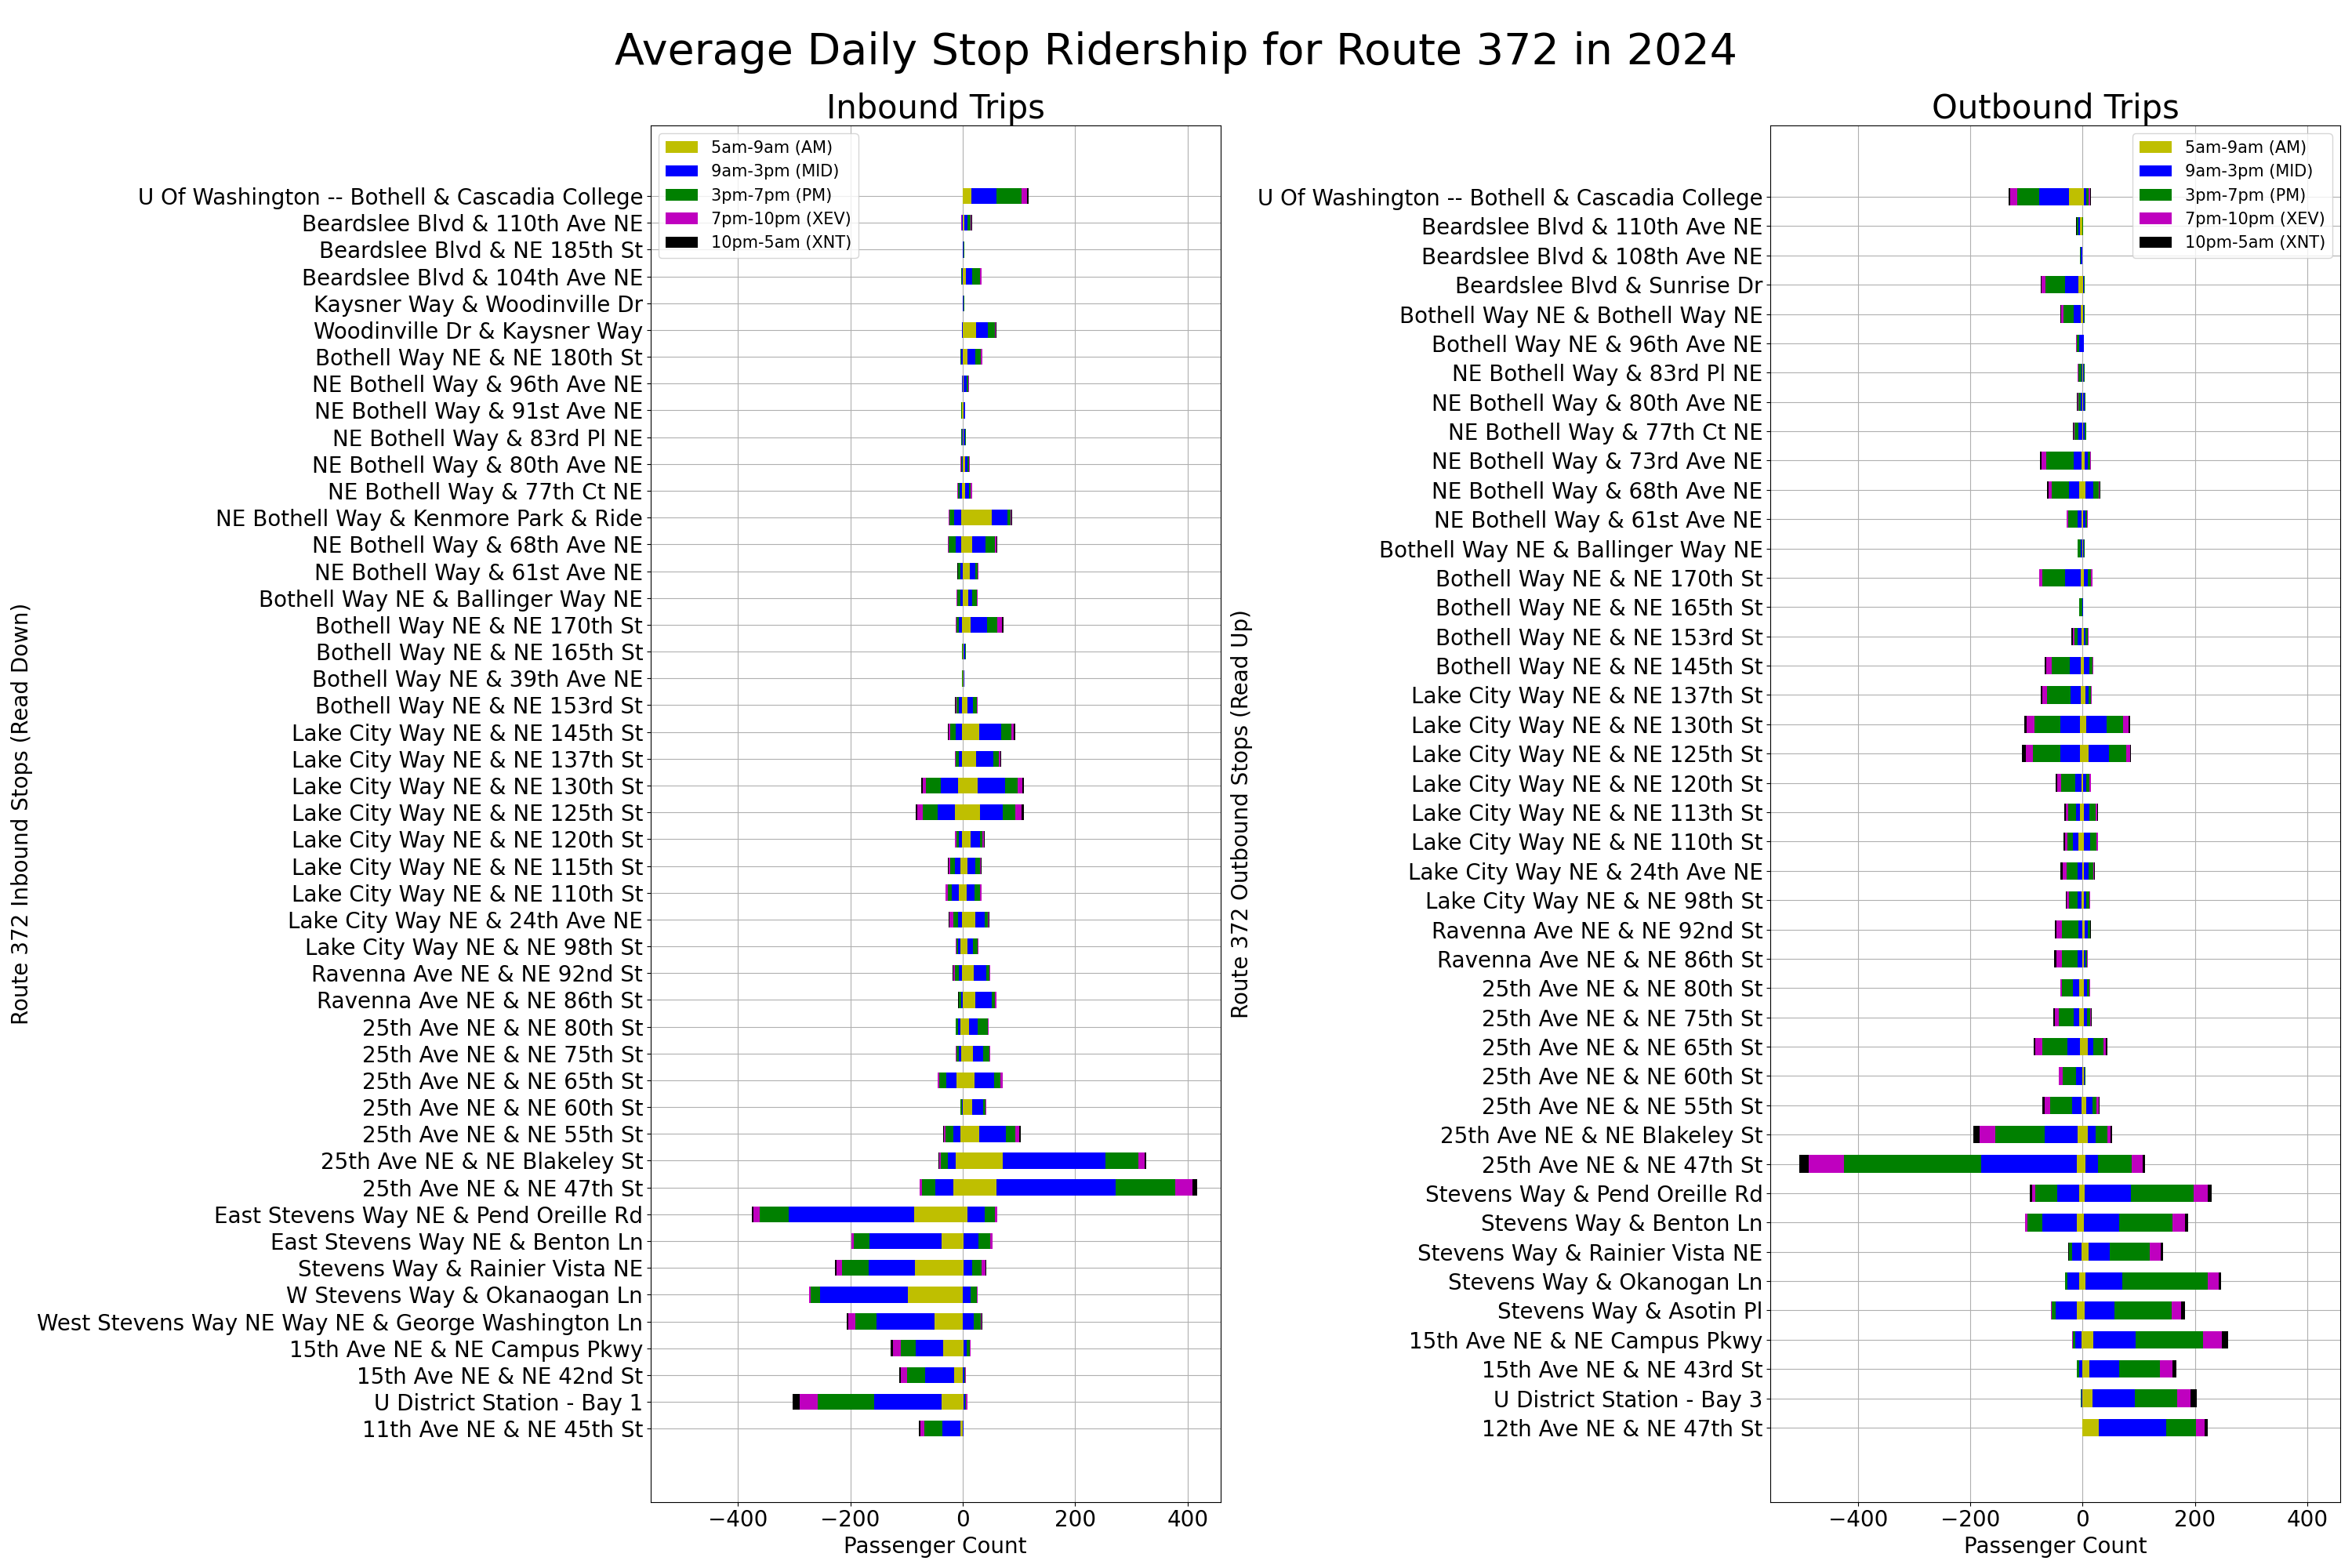 Average Daily Stop Ridership for Route 372 in 2024
Inbound Trips
5am-9am (AM)
9am-3pm (MID)
3pm-7pm (PM)
7pm-10pm (XEV)
10pm-5am (XNT)
Route 372 Inbound Stops (Read Down)
U Of Washington -- Bothell & Cascadia College
Beardslee Blvd & 110th Ave NE
Beardslee Blvd & NE 185th St
Beardslee Blvd & 104th Ave NE
Kaysner Way & Woodinville Dr
Woodinville Dr & Kaysner Way
Bothell Way NE & NE 180th St
NE Bothell Way & 96th Ave NE
NE Bothell Way & 91st Ave NE
NE Bothell Way & 83rd Pl NE
NE Bothell Way & 80th Ave NE
NE Bothell Way & 77th Ct NE
NE Bothell Way & Kenmore Park & Ride
NE Bothell Way & 68th Ave NE
NE Bothell Way & 61st Ave NE
Bothell Way NE & Ballinger Way NE
Bothell Way NE & NE 170th St
Bothell Way NE & NE 165th St
Bothell Way NE & 39th Ave NE
Bothell Way NE & NE 153rd St
Lake City Way NE & NE 145th St
Lake City Way NE & NE 137th St
Lake City Way NE & NE 130th St
Lake City Way NE & NE 125th St
Lake City Way NE & NE 120th St
Lake City Way NE & NE 115th St
Lake City Way NE & NE 110th St
Lake City Way NE & 24th Ave NE
Lake City Way NE & NE 98th St
Ravenna Ave NE & NE 92nd St
Ravenna Ave NE & NE 86th St
25th Ave NE & NE 80th St
25th Ave NE & NE 75th St
25th Ave NE & NE 65th St
25th Ave NE & NE 60th St
25th Ave NE & NE 55th St
25th Ave NE & NE Blakeley St
25th Ave NE & NE 47th St
East Stevens Way NE & Pend Oreille Rd
East Stevens Way NE & Benton Ln
Stevens Way & Rainier Vista NE
W Stevens Way & Okanaogan Ln
West Stevens Way NE Way NE & George Washington Ln
15th Ave NE & NE Campus Pkwy
15th Ave NE & NE 42nd St
U District Station - Bay 1
11th Ave NE & NE 45th St
−400 −200 0 200 400
Passenger Count
Outbound Trips
5am-9am (AM)
9am-3pm (MID)
3pm-7pm (PM)
7pm-10pm (XEV)
10pm-5am (XNT)
Route 372 Outbound Stops (Read Up)
U Of Washington -- Bothell & Cascadia College
Beardslee Blvd & 110th Ave NE
Beardslee Blvd & 108th Ave NE
Beardslee Blvd & Sunrise Dr
Bothell Way NE & Bothell Way NE
Bothell Way NE & 96th Ave NE
NE Bothell Way & 83rd Pl NE
NE Bothell Way & 80th Ave NE
NE Bothell Way & 77th Ct NE
NE Bothell Way & 73rd Ave NE
NE Bothell Way & 68th Ave NE
NE Bothell Way & 61st Ave NE
Bothell Way NE & Ballinger Way NE
Bothell Way NE & NE 170th St
Bothell Way NE & NE 165th St
Bothell Way NE & NE 153rd St
Bothell Way NE & NE 145th St
Lake City Way NE & NE 137th St
Lake City Way NE & NE 130th St
Lake City Way NE & NE 125th St
Lake City Way NE & NE 120th St
Lake City Way NE & NE 113th St
Lake City Way NE & NE 110th St
Lake City Way NE & 24th Ave NE
Lake City Way NE & NE 98th St
Ravenna Ave NE & NE 92nd St
Ravenna Ave NE & NE 86th St
25th Ave NE & NE 80th St
25th Ave NE & NE 75th St
25th Ave NE & NE 65th St
25th Ave NE & NE 60th St
25th Ave NE & NE 55th St
25th Ave NE & NE Blakeley St
25th Ave NE & NE 47th St
Stevens Way & Pend Oreille Rd
Stevens Way & Benton Ln
Stevens Way & Rainier Vista NE
Stevens Way & Okanogan Ln
Stevens Way & Asotin Pl
15th Ave NE & NE Campus Pkwy
15th Ave NE & NE 43rd St
U District Station - Bay 3
12th Ave NE & NE 47th St
−400 −200 0 200 400
Passenger Count